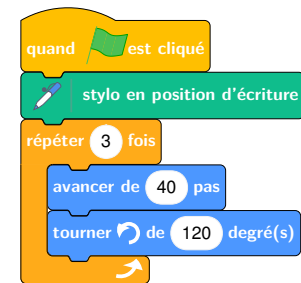 quand est cliqué
stylo en position d'écriture
répéter 3 fois
avancer de 40 pas
tourner de 120 degré(s)